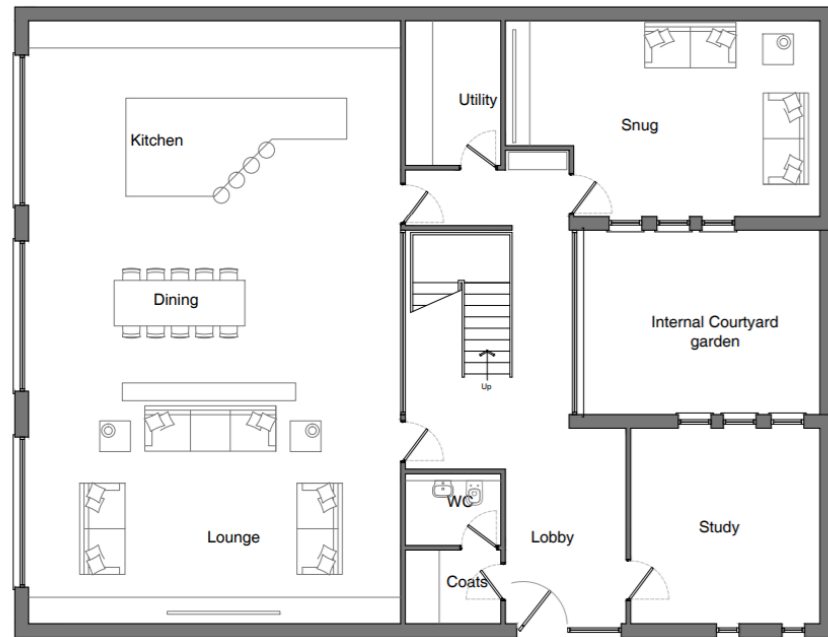 Utility
Snug
Kitchen
Dining
Internal Courtyard
garden
Up
WC
Lounge
Lobby
Study
Coats